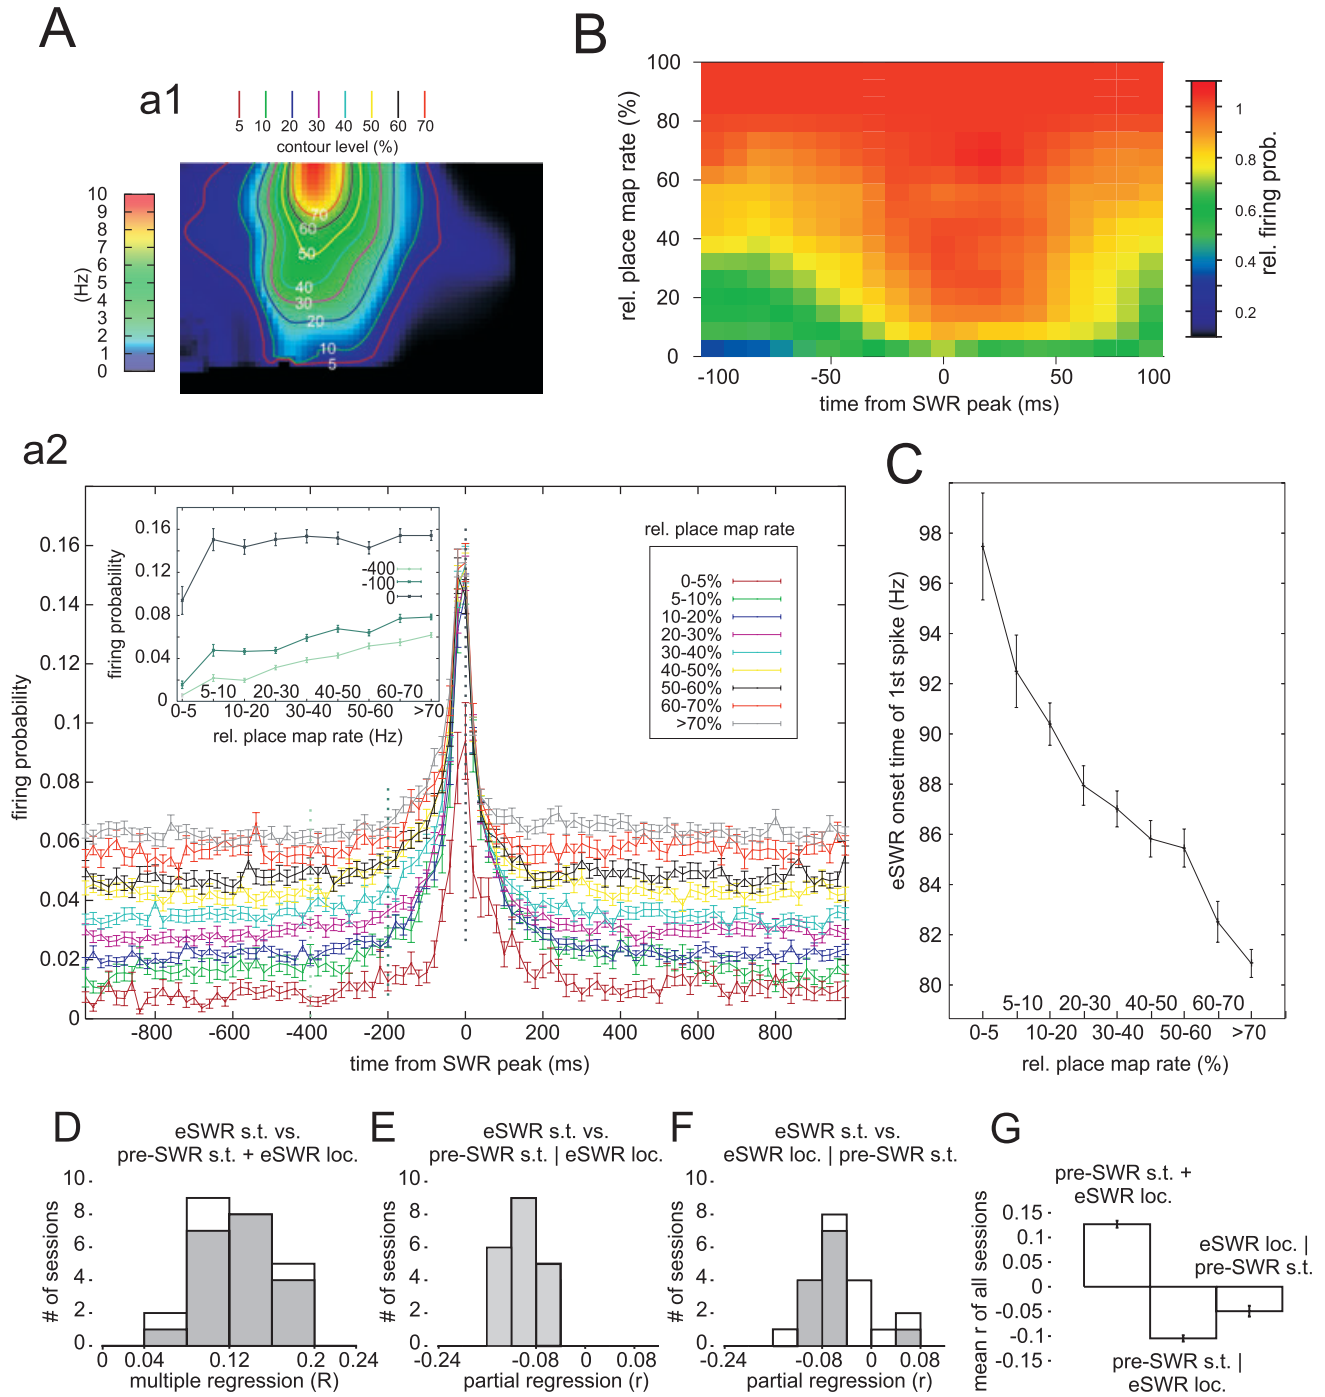 A
a1
5 10 20 30 40 50 60 70
contour level (%)
10
9
8
7
6
5
4
3
2
1
0
(Hz)
70
60
50
40
30
20
10
5
B
100
80
60
40
20
0
rel. place map rate (%)
-100 -50 0 50 100
time from SWR peak (ms)
1
0.8
0.6
0.4
0.2
rel. firing prob.
a2
0.16
0.14
0.12
0.1
0.08
0.06
0.04
0.02
0
firing probability
-800 -600 -400 -200 0 200 400 600 800
time from SWR peak (ms)
0.16
0.12
0.08
0.04
0
firing probability
-400
-100
0
5-10 20-30 40-50 60-70
0-5 10-20 30-40 50-60 >70
rel. place map rate (Hz)
rel. place map rate
0-5%
5-10%
10-20%
20-30%
30-40%
40-50%
50-60%
60-70%
>70%
C
98
96
94
92
90
88
86
84
82
80
eSWR onset time of 1st spike (Hz)
5-10 20-30 40-50 60-70
0-5 10-20 30-40 50-60 >70
rel. place map rate (%)
D
eSWR s.t. vs.
pre-SWR s.t. + eSWR loc.
10
8
6
4
2
0
# of sessions
0 0.04 0.12 0.2 0.24
multiple regression (R)
E
eSWR s.t. vs.
pre-SWR s.t. | eSWR loc.
10
8
6
4
2
0
# of sessions
-0.24 -0.08 0 0.08
partial regression (r)
F
eSWR s.t. vs.
eSWR loc. | pre-SWR s.t.
10
8
6
4
2
0
# of sessions
-0.24 -0.08 0 0.08
partial regression (r)
G
pre-SWR s.t. +
eSWR loc.
0.15
0.10
0.05
0
-0.05
-0.1
-0.15
mean r of all sessions
eSWR loc. |
pre-SWR s.t.
pre-SWR s.t. |
eSWR loc.